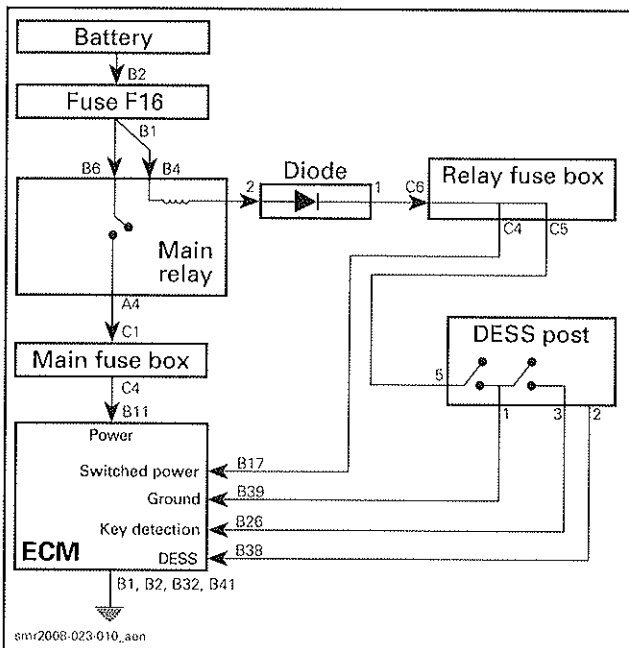 Battery
B2
Fuse F16
B1
B6
B4
2
Diode
1
C6
Relay fuse box
C4
C5
Main
relay
A4
C1
Main fuse box
C4
B11
DESS post
5
1
3
2
Power
Switched power
B17
Ground
B39
Key detection
B26
ECM
DESS
B38
B1, B2, B32, B41
smr2008-023-010_aen